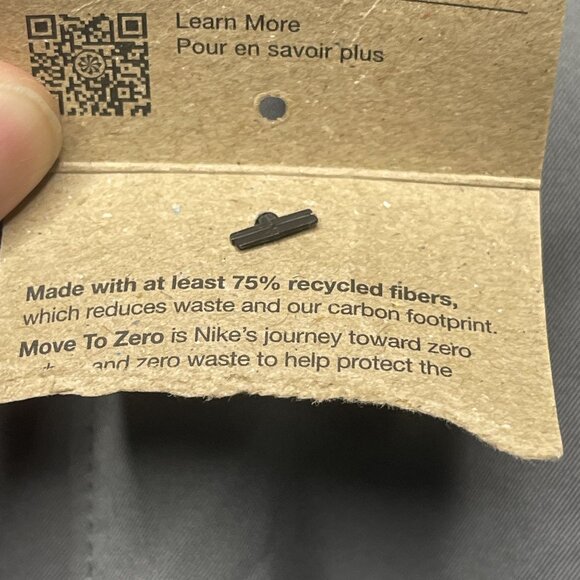 Learn More
Pour en savoir plus
Made with at least 75% recycled fibers,
which reduces waste and our carbon footprint.
Move To Zero is Nike's journey toward zero
and zero waste to help protect the